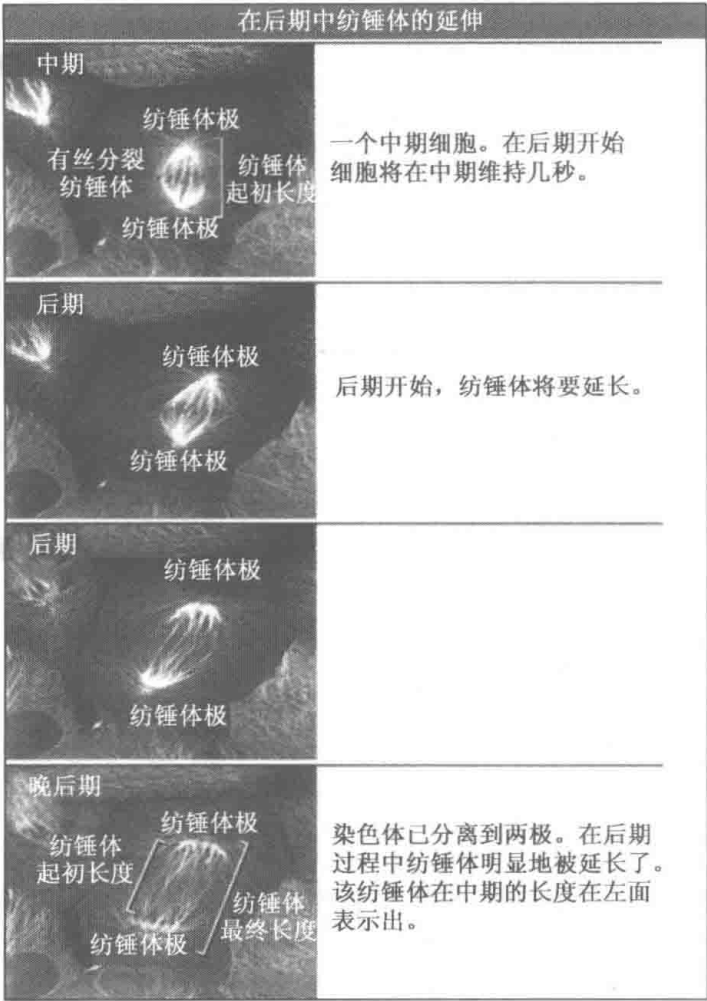 在后期中纺锤体的延伸
中期
纺锤体极
有丝分裂
纺锤体
纺锤体
起初长度
纺锤体极
一个中期细胞。在后期开始
细胞将在中期维持几秒。
后期
纺锤体极
纺锤体极
后期开始，纺锤体将要延长。
后期
纺锤体极
纺锤体极
晚后期
纺锤体极
纺锤体
起初长度
纺锤体
最终长度
纺锤体极
染色体已分离到两极。在后期
过程中纺锤体明显地被延长了。
该纺锤体在中期的长度在左面
表示出。